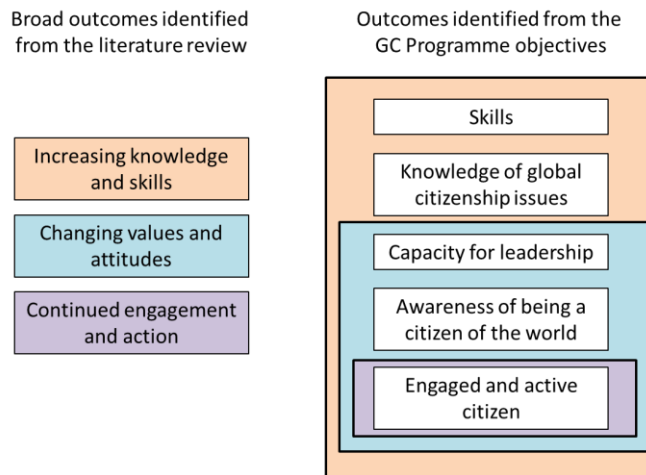 Broad outcomes identified
from the literature review
Increasing knowledge
and skills
Changing values and
attitudes
Continued engagement
and action
Outcomes identified from the
GC Programme objectives
Skills
Knowledge of global
citizenship issues
Capacity for leadership
Awareness of being a
citizen of the world
Engaged and active
citizen